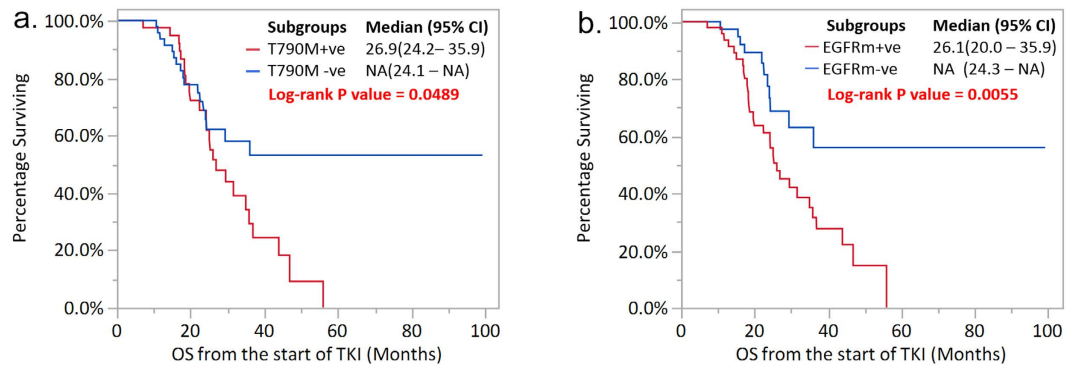 a.
Subgroups Median (95% CI)
T790M+ve 26.9(24.2– 35.9)
T790M -ve NA(24.1 – NA)
Log-rank P value = 0.0489
Percentage Surviving
100.0%
80.0%
60.0%
40.0%
20.0%
0.0%
0 20 40 60 80 100
OS from the start of TKI (Months)
b.
Subgroups Median (95% CI)
EGFRm+ve 26.1(20.0 – 35.9)
EGFRm-ve NA (24.3 – NA)
Log-rank P value = 0.0055
Percentage Surviving
100.0%
80.0%
60.0%
40.0%
20.0%
0.0%
0 20 40 60 80 100
OS from the start of TKI (Months)